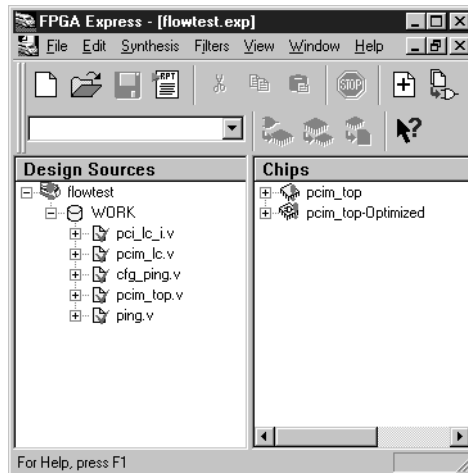 FPGA Express - [flowtest.exp]
File Edit Synthesis Filters View Window Help
RPT
STOP
Design Sources
flowtest
WORK
pci_lc_i.v
pcim_lc.v
cfg_ping.v
pcim_top.v
ping.v
Chips
pcim_top
pcim_top-Optimized
For Help, press F1